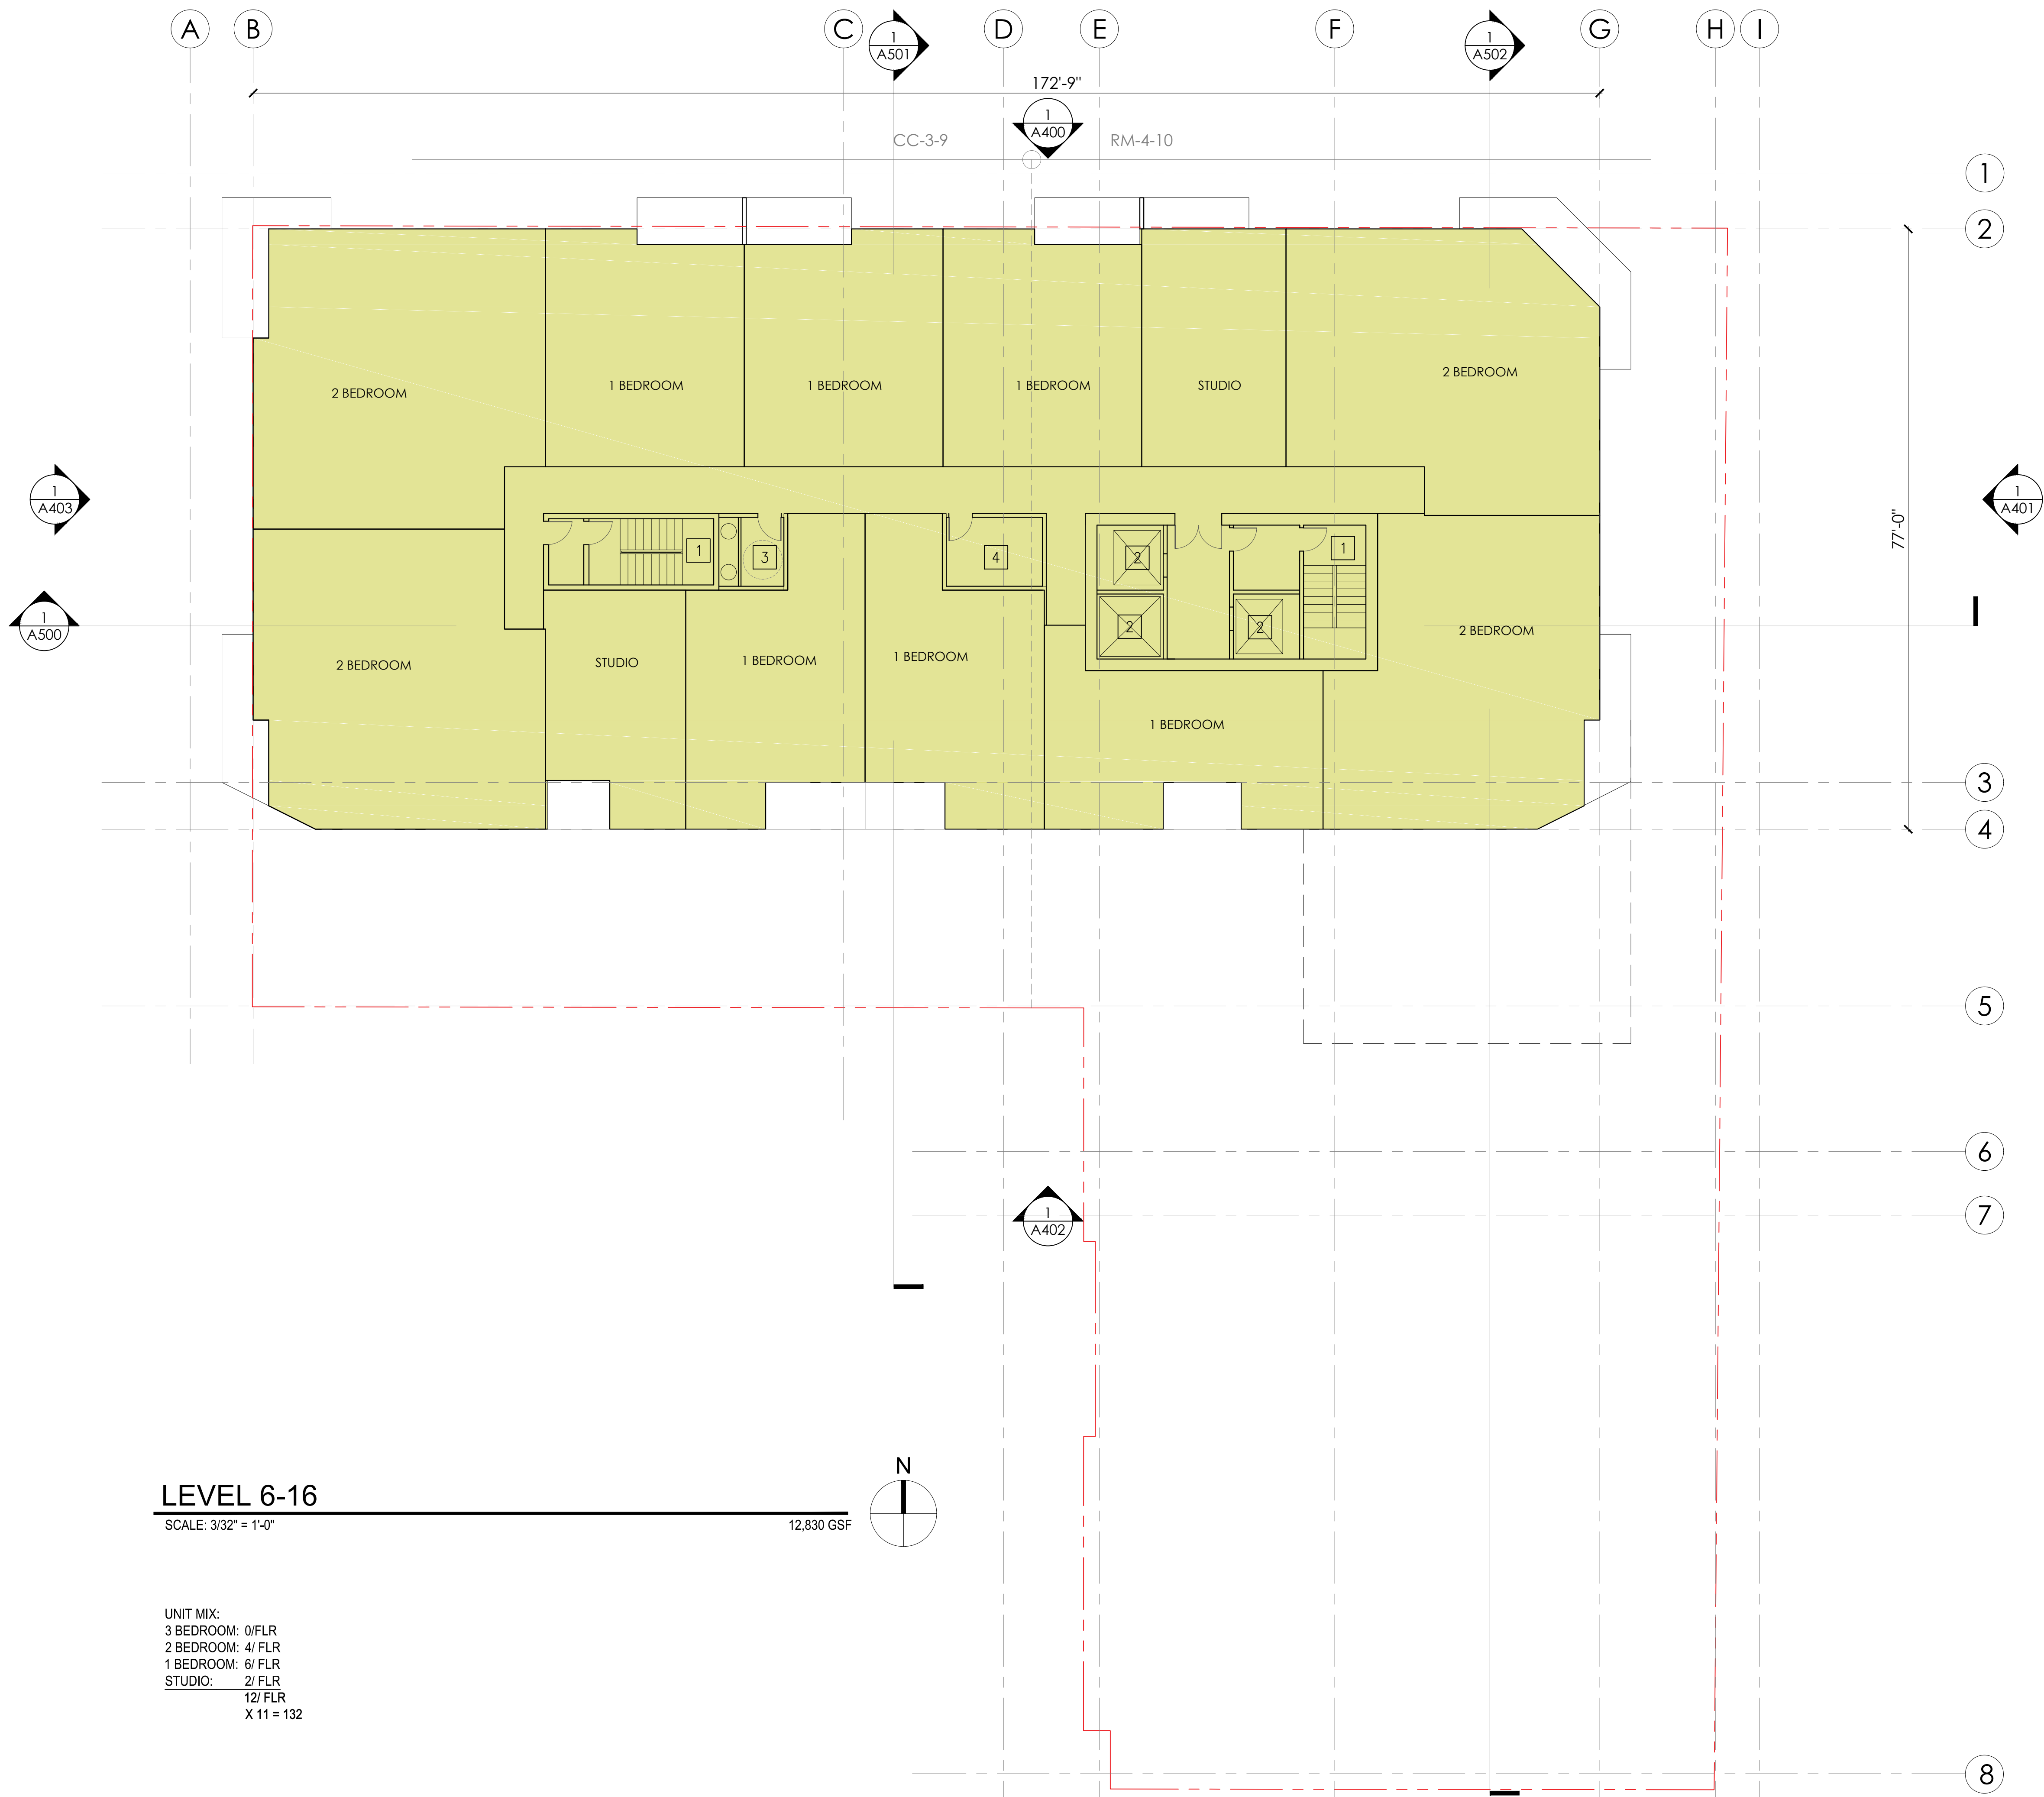 A B C D E F G H I
1
A501
1
A502
172'-9"
1
A400
CC-3-9 RM-4-10
1
2
2 BEDROOM
1 BEDROOM
1 BEDROOM
1 BEDROOM
STUDIO
2 BEDROOM
1
A403
1
A401
77'-0"
1
3
4
2
1
2
2
1
A500
2 BEDROOM
STUDIO
1 BEDROOM
1 BEDROOM
1 BEDROOM
2 BEDROOM
3
4
5
6
7
1
A402
N
LEVEL 6-16
SCALE: 3/32" = 1'-0" 12,830 GSF
UNIT MIX:
3 BEDROOM: 0/FLR
2 BEDROOM: 4/ FLR
1 BEDROOM: 6/ FLR
STUDIO: 2/ FLR
12/ FLR
X 11 = 132
8